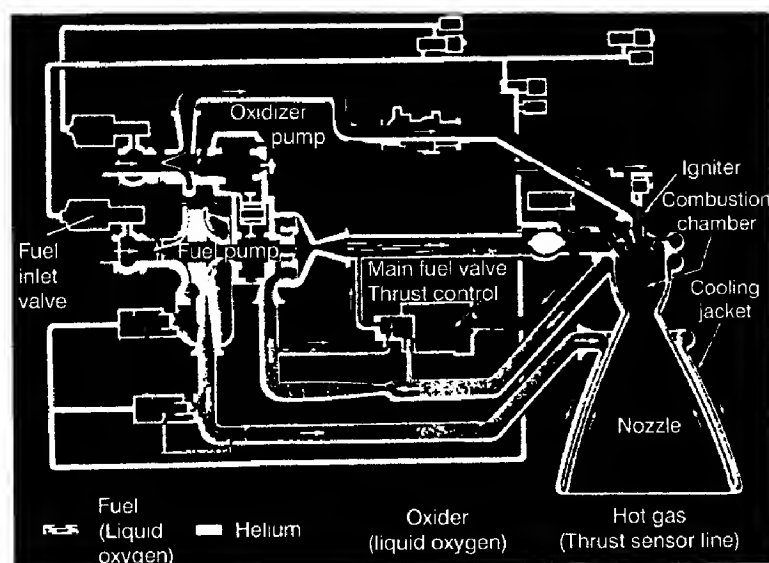 Oxidizer
pump
Igniter
Combustion
chamber
Fuel
inlet
valve
Fuel pump
Main fuel valve
Thrust control
Cooling
jacket
Nozzle
Fuel
(Liquid
oxygen)
Helium
Oxider
(liquid oxygen)
Hot gas
(Thrust sensor line)